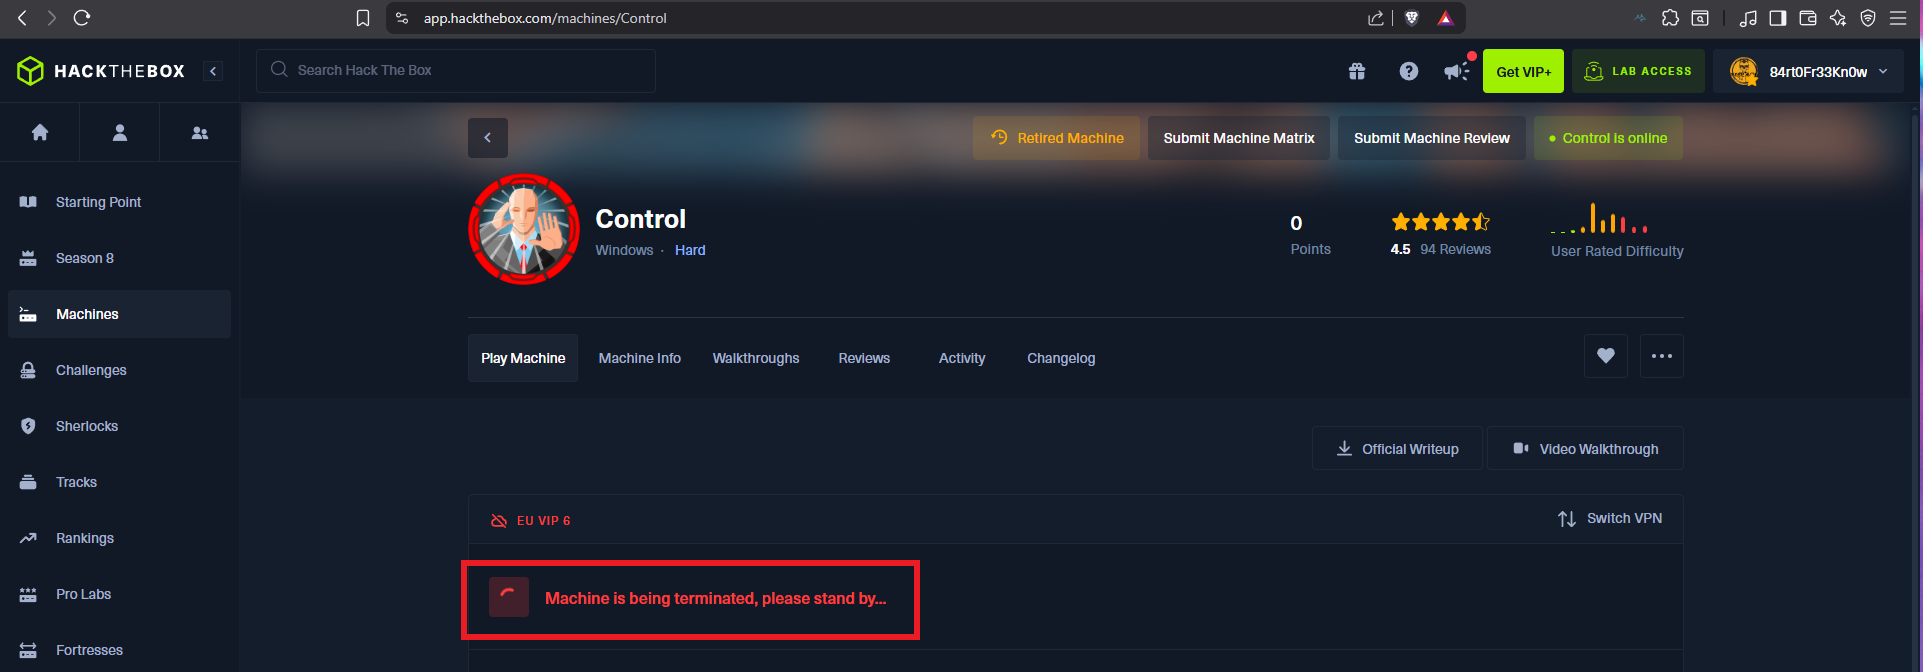 app.hackthebox.com/machines/Control
HACKTHEBOX
Search Hack The Box
Get VIP+
LAB ACCESS
84rt0Fr33Kn0w
Retired Machine
Submit Machine Matrix
Submit Machine Review
Control is online
Starting Point
Season 8
Machines
Challenges
Sherlocks
Tracks
Rankings
Pro Labs
Fortresses
Control
Windows · Hard
0
Points
4.5 94 Reviews
User Rated Difficulty
Play Machine
Machine Info
Walkthroughs
Reviews
Activity
Changelog
Official Writeup
Video Walkthrough
EU VIP 6
Switch VPN
Machine is being terminated, please stand by...